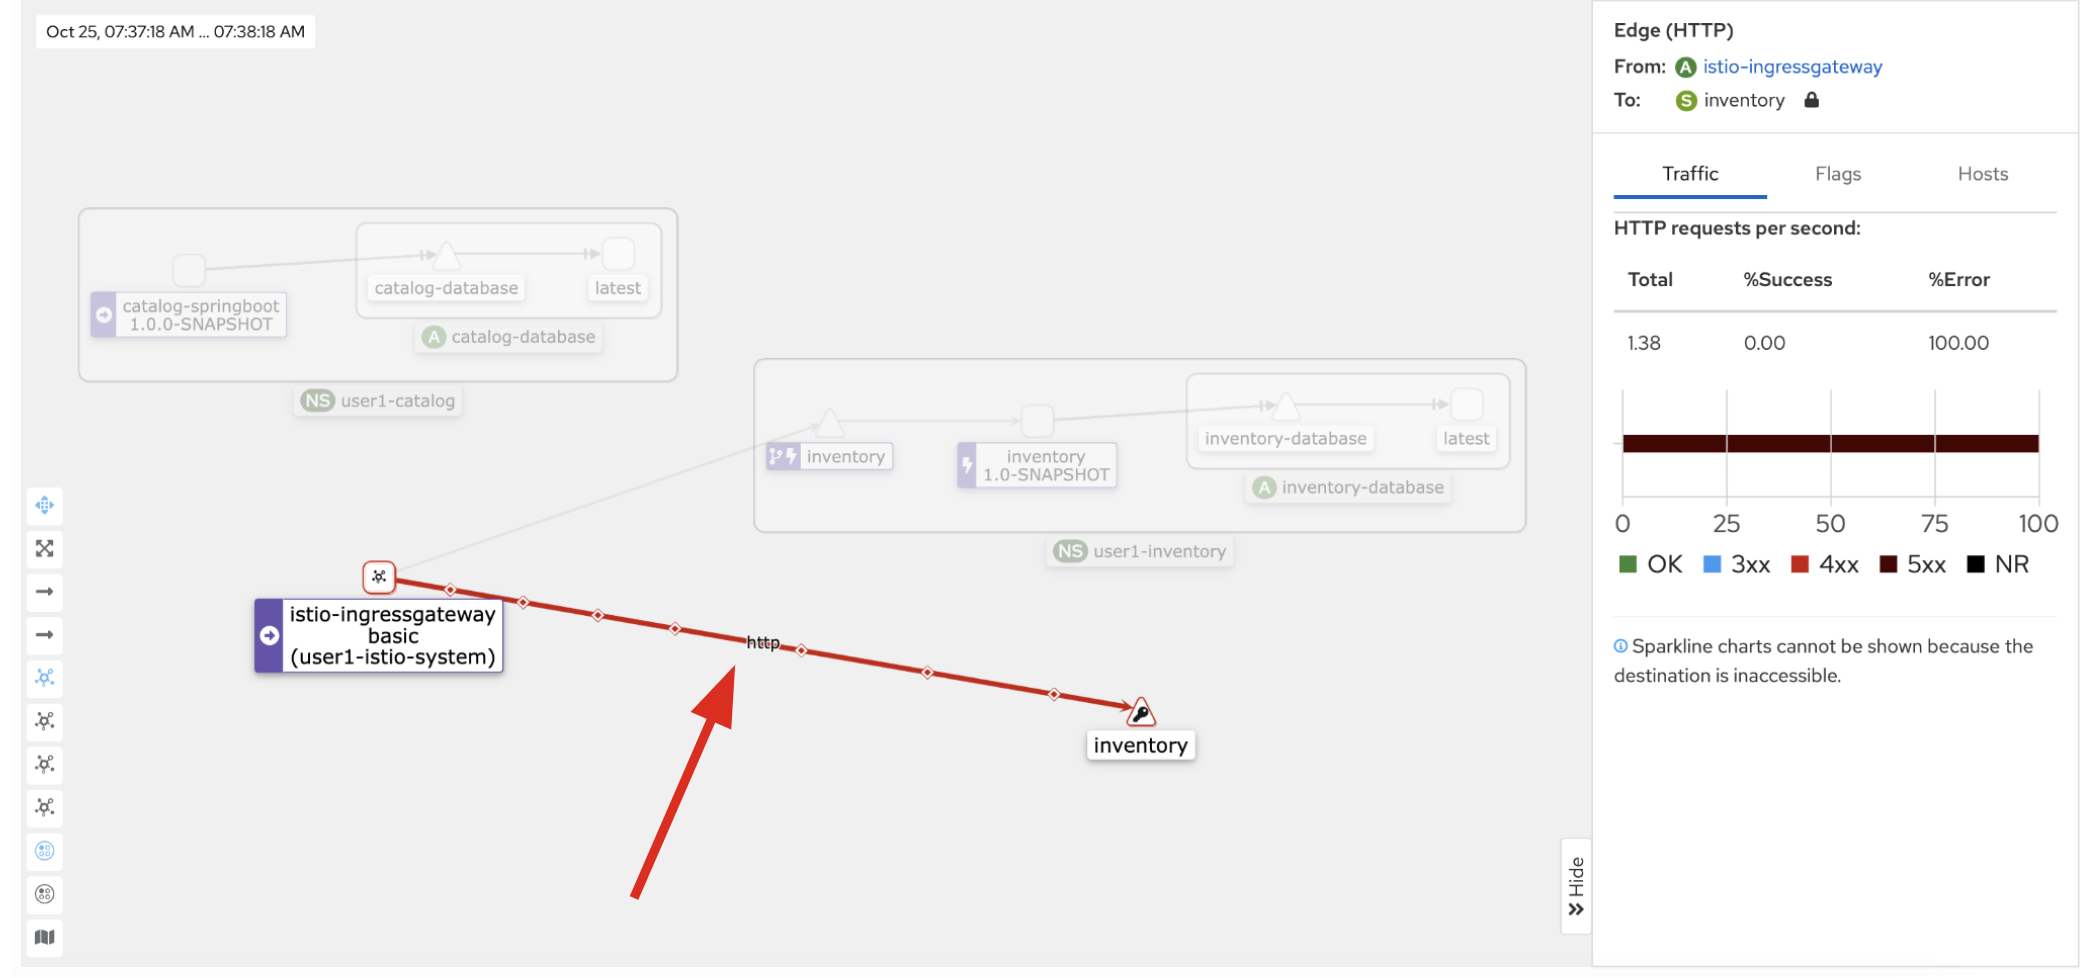 Oct 25, 07:37:18 AM ... 07:38:18 AM
catalog-springboot
1.0.0-SNAPSHOT
catalog-database
latest
A catalog-database
NS user1-catalog
inventory
inventory
1.0-SNAPSHOT
inventory-database
latest
A inventory-database
NS user1-inventory
istio-ingressgateway
basic
(user1-istio-system)
http
inventory
Hide
Edge (HTTP)
From: A istio-ingressgateway
To: S inventory
Traffic Flags Hosts
HTTP requests per second:
Total %Success %Error
1.38 0.00 100.00
0 25 50 75 100
OK 3xx 4xx 5xx NR
Sparkline charts cannot be shown because the
destination is inaccessible.